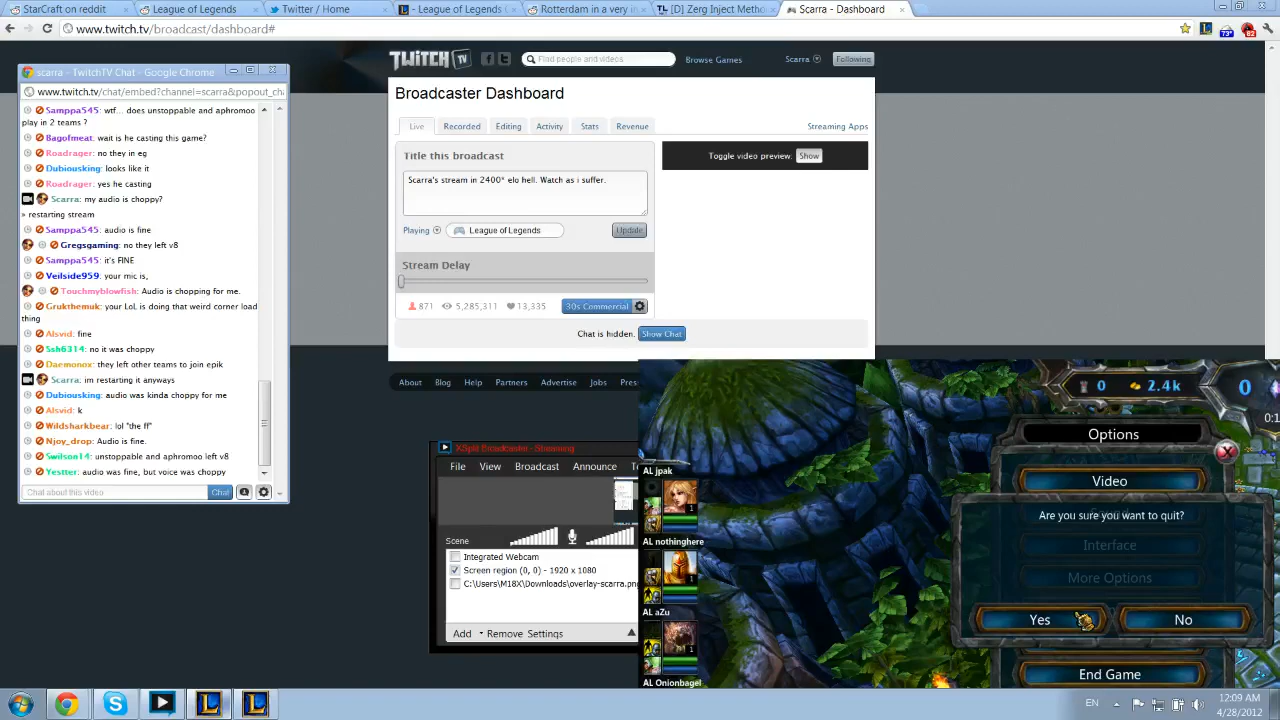 StarCraft on reddit
League of Legends
Twitter / Home
- League of Legends C
Rotterdam in a very in
[D] Zerg Inject Metho
Scarra - Dashboard
www.twitch.tv/broadcast/dashboard#
73°
82
scarra - TwitchTV Chat - Google Chrome
www.twitch.tv/chat/embed?channel=scarra&popout_cha
Samppa545: wtf... does unstoppable and aphromoo
play in 2 teams ?
Bagofmeat: wait is he casting this game?
Roadrager: no they in eg
Dubiousking: looks like it
Roadrager: yes he casting
Scarra: my audio is choppy?
» restarting stream
Samppa545: audio is fine
Gregsgaming: no they left v8
Samppa545: it's FINE
Veilside959: your mic is,
Touchmyblowfish: Audio is chopping for me.
Grukthemuk: your LoL is doing that weird corner load
thing
Alsvid: fine
Ssh6314: no it was choppy
Daemonox: they left other teams to join epik
Scarra: im restarting it anyways
Dubiousking: audio was kinda choppy for me
Alsvid: k
Wildsharkbear: lol "the ff"
Njoy_drop: Audio is fine.
Swilson14: unstoppable and aphromoo left v8
Yestter: audio was fine, but voice was choppy
Chat about this video
Chat
TWITCH TV
Find people and videos
Browse Games
Scarra
Following
Broadcaster Dashboard
Live
Recorded
Editing
Activity
Stats
Revenue
Streaming Apps
Title this broadcast
Scarra's stream in 2400* elo hell. Watch as i suffer.
Playing
League of Legends
Update
Toggle video preview:
Show
Stream Delay
871
5,285,311
13,335
30s Commercial
Chat is hidden.
Show Chat
About
Blog
Help
Partners
Advertise
Jobs
Pres
XSplit Broadcaster - Streaming
File
View
Broadcast
Announce
To
Scene
Integrated Webcam
Screen region (0, 0) - 1920 x 1080
C:\Users\M18X\Downloads\overlay-scarra.png
Add
Remove
Settings
AL jpak
1
AL nothinghere
1
AL aZu
1
AL Onionbagel
0
2.4k
0
0:1
Options
Video
Are you sure you want to quit?
Interface
More Options
Yes
No
End Game
EN
12:09 AM
4/28/2012